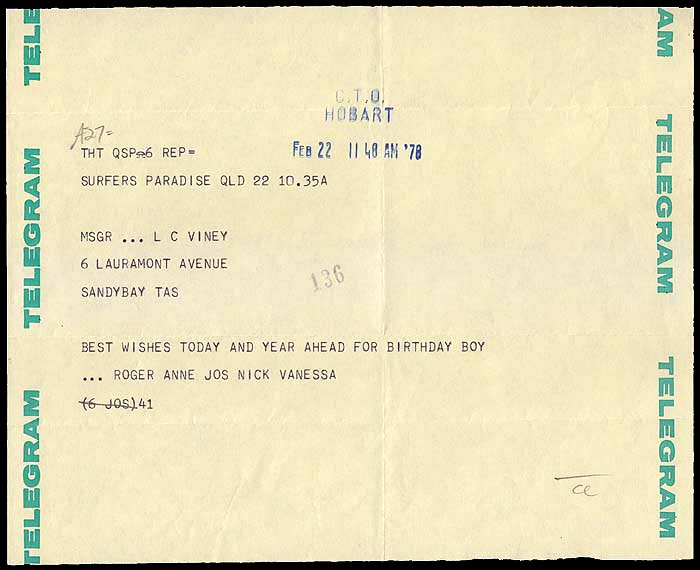 TELEGRAM
TELEGRAM
TELEGRAM
C.T.O.
HOBART
A27=
THT QSP 6 REP=
FEB 22 11 48 AM '78
SURFERS PARADISE QLD 22 10.35A
MSGR ... L C VINEY
6 LAURAMONT AVENUE
136
SANDYBAY TAS
BEST WISHES TODAY AND YEAR AHEAD FOR BIRTHDAY BOY
... ROGER ANNE JOS NICK VANESSA
(6 JOS)41
TELEGRAM
TELEGRAM
AM